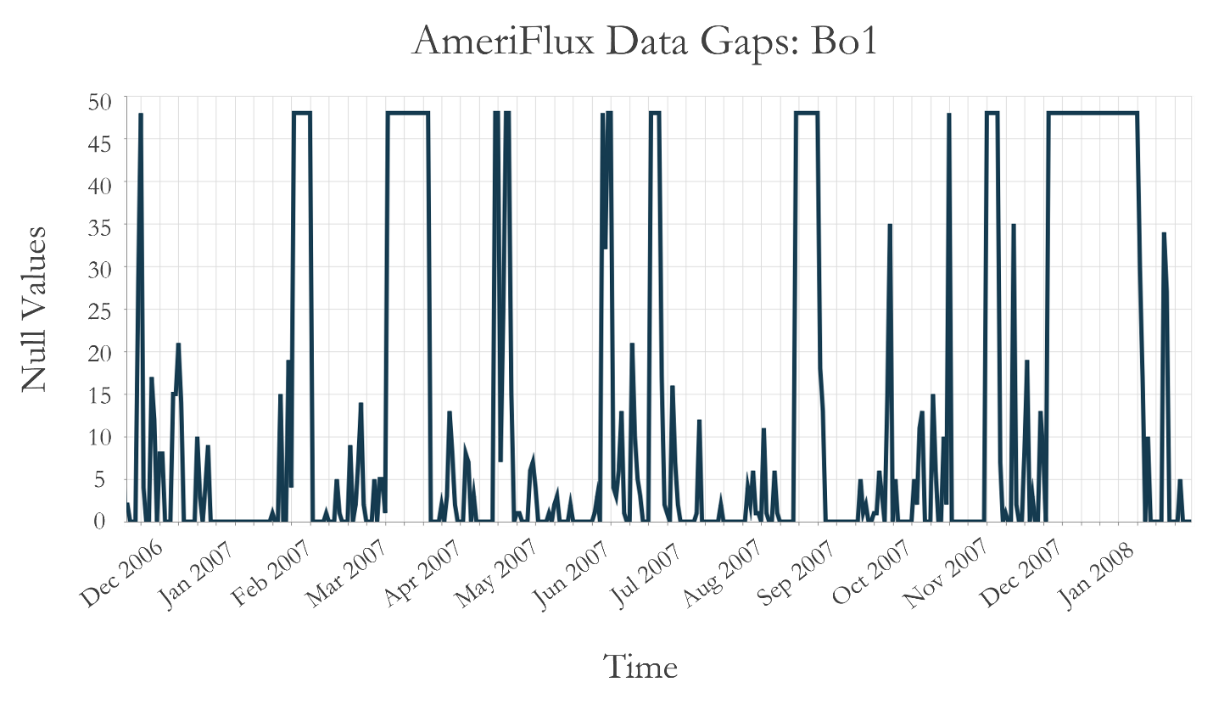 AmeriFlux Data Gaps: Bo1
50
45
40
35
30
25
20
15
10
5
0
Null Values
Dec 2006
Jan 2007
Feb 2007
Mar 2007
Apr 2007
May 2007
Jun 2007
Jul 2007
Aug 2007
Sep 2007
Oct 2007
Nov 2007
Dec 2007
Jan 2008
Time